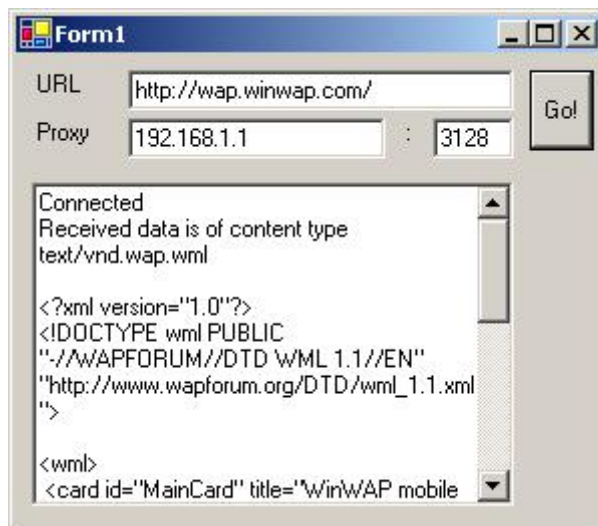 Form1
URL
http://wap.winwap.com/
Go!
Proxy
192.168.1.1 : 3128
Connected
Received data is of content type
text/vnd.wap.wml
<?xml version="1.0"?>
<!DOCTYPE wml PUBLIC
"-//WAPFORUM//DTD WML 1.1//EN"
"http://www.wapforum.org/DTD/wml_1.1.xml
">
<wml>
<card id="MainCard" title="WinWAP mobile